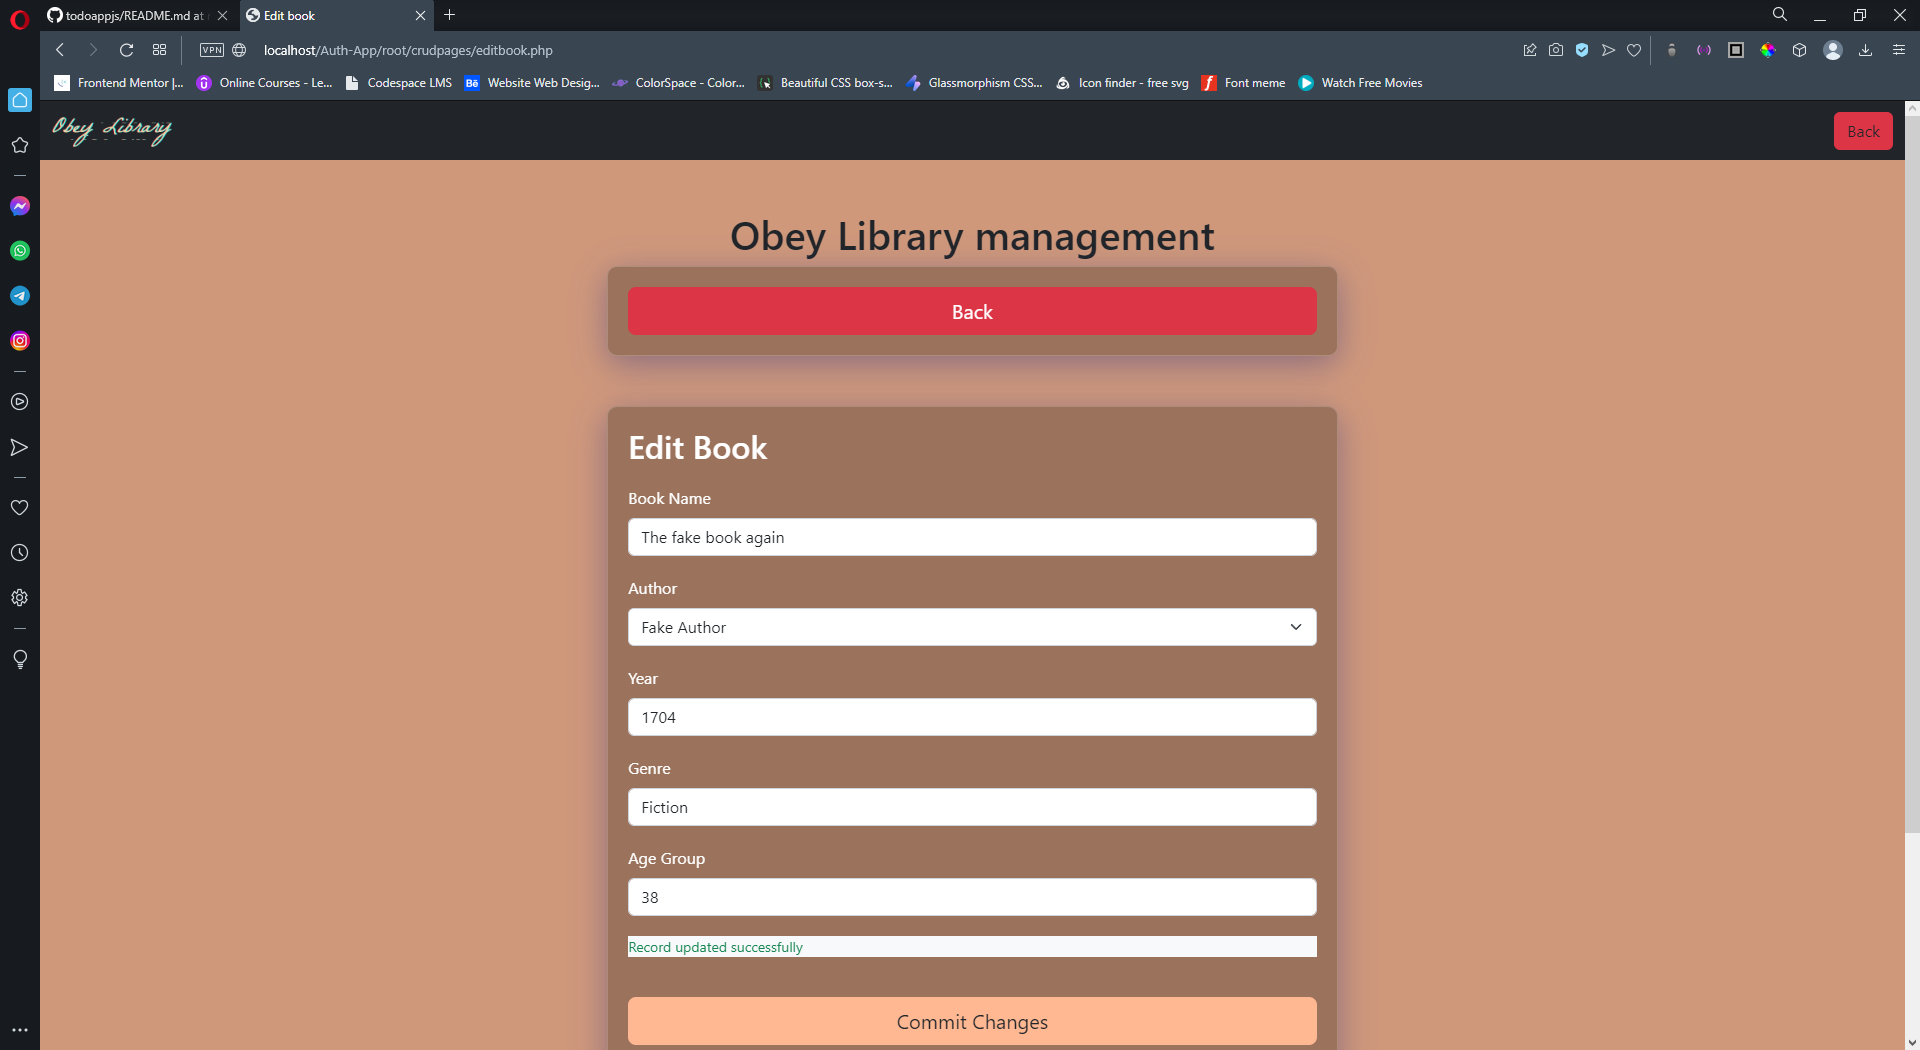 todoappjs/README.md at
Edit book
VPN
localhost/Auth-App/root/crudpages/editbook.php
Frontend Mentor |...
Online Courses - Le...
Codespace LMS
Bē
Website Web Desig...
ColorSpace - Color...
Beautiful CSS box-s...
Glassmorphism CSS...
Icon finder - free svg
f
Font meme
Watch Free Movies
Obey Library
Back
Obey Library management
Back
Edit Book
Book Name
The fake book again
Author
Fake Author
Year
1704
Genre
Fiction
Age Group
38
Record updated successfully
Commit Changes